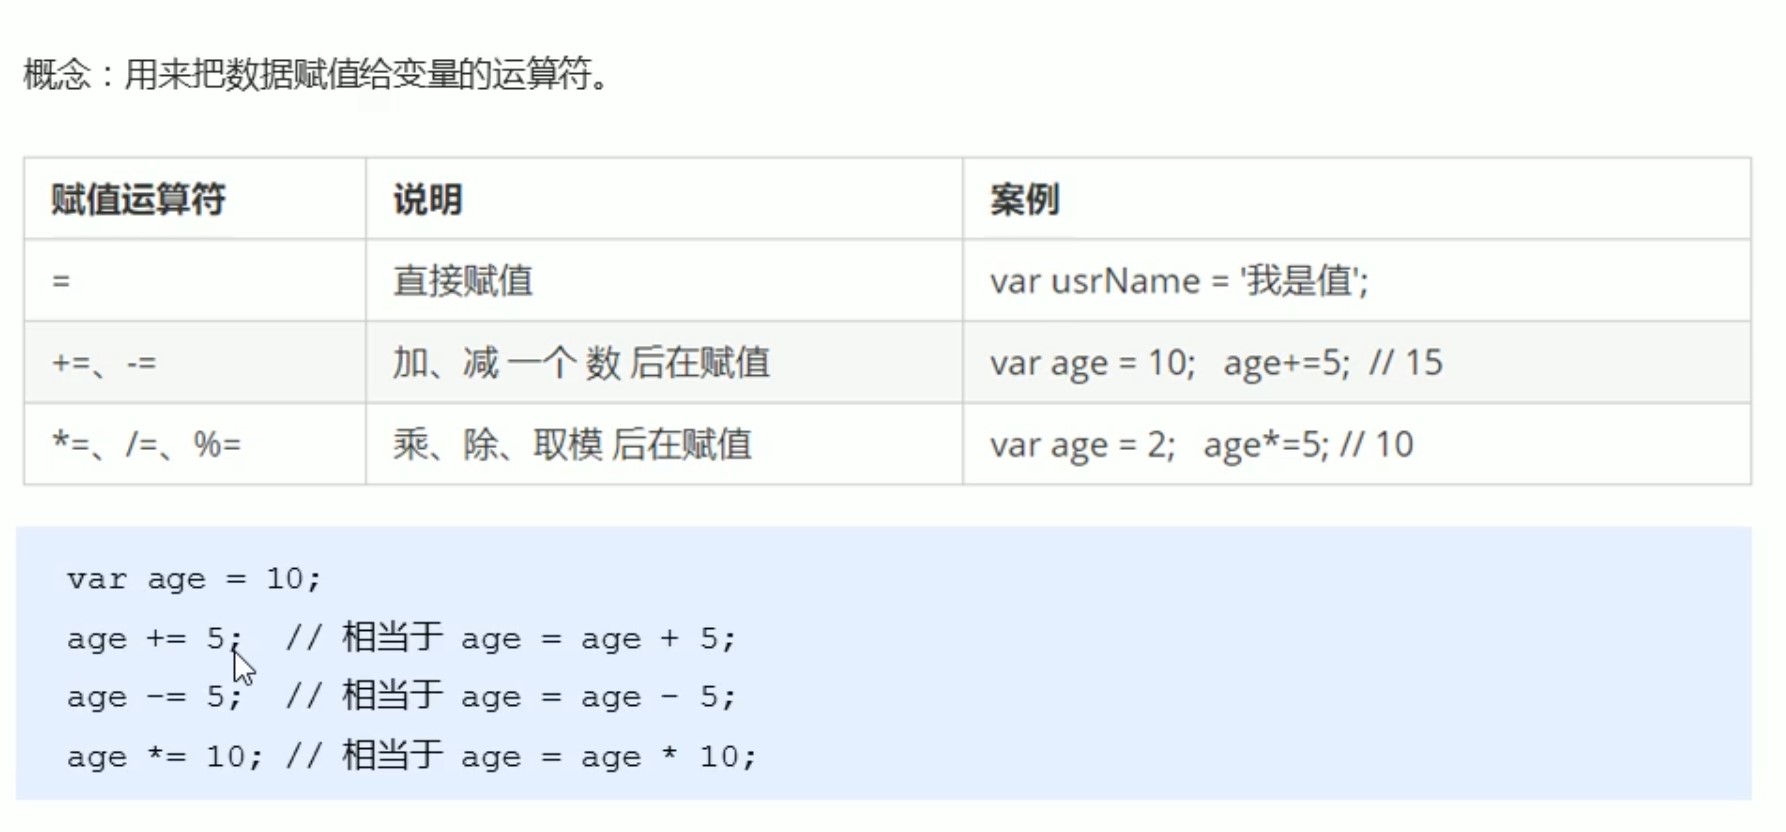 概念：用来把数据赋值给变量的运算符。
赋值运算符 说明 案例
= 直接赋值 var usrName = '我是值';
+=、-= 加、减 一个 数 后在赋值 var age = 10; age+=5; // 15
*=、/=、%= 乘、除、取模 后在赋值 var age = 2; age*=5; // 10
var age = 10;
age += 5; // 相当于 age = age + 5;
age -= 5; // 相当于 age = age - 5;
age *= 10; // 相当于 age = age * 10;